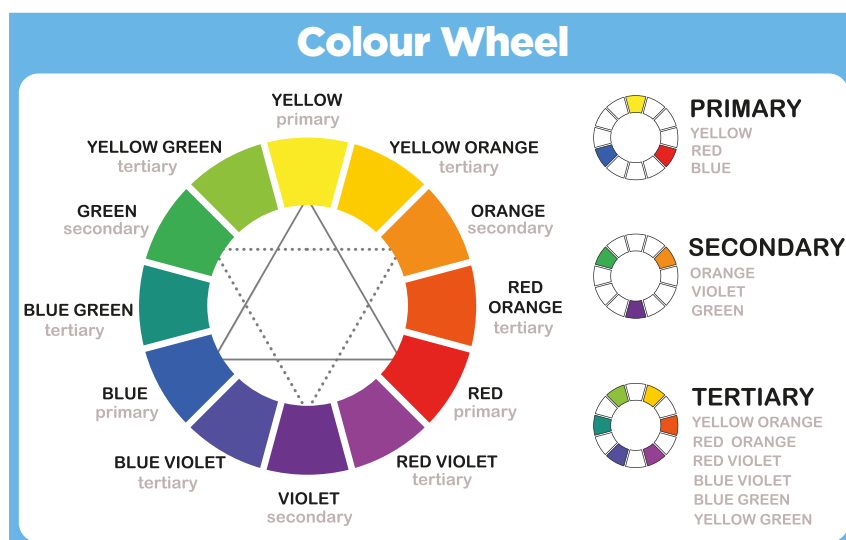 Colour Wheel
YELLOW
primary
YELLOW GREEN
tertiary
YELLOW ORANGE
tertiary
GREEN
secondary
ORANGE
secondary
BLUE GREEN
tertiary
RED
ORANGE
tertiary
BLUE
primary
RED
primary
BLUE VIOLET
tertiary
RED VIOLET
tertiary
VIOLET
secondary
PRIMARY
YELLOW
RED
BLUE
SECONDARY
ORANGE
VIOLET
GREEN
TERTIARY
YELLOW ORANGE
RED ORANGE
RED VIOLET
BLUE VIOLET
BLUE GREEN
YELLOW GREEN